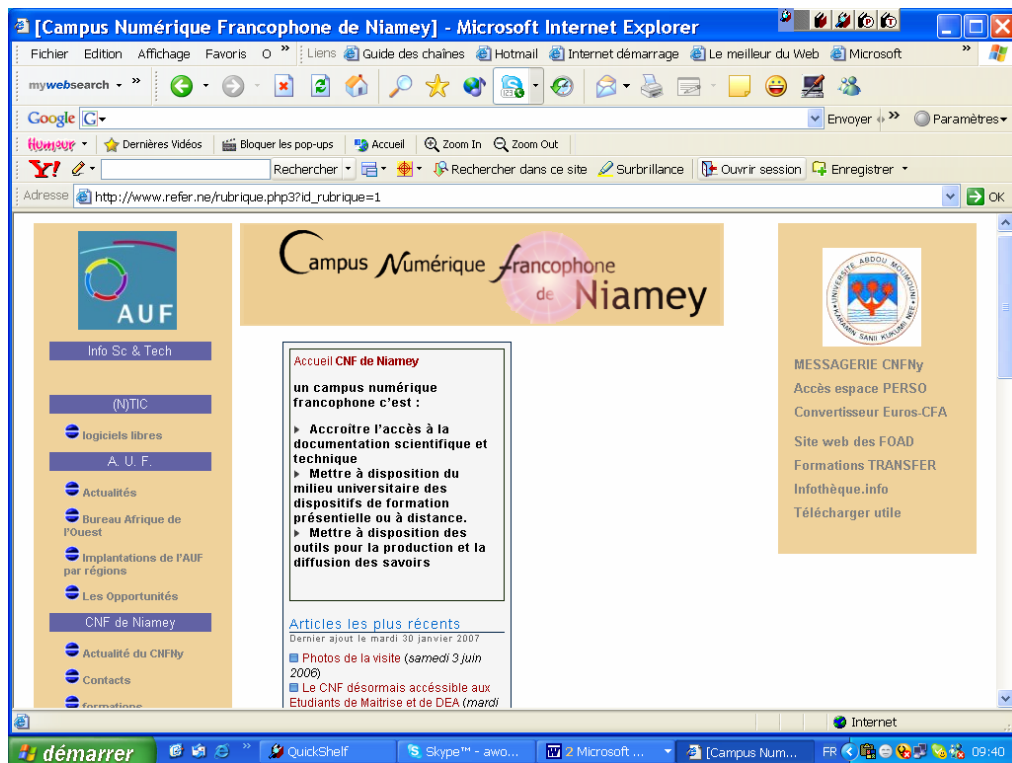 [Campus Numérique Francophone de Niamey] - Microsoft Internet Explorer
Fichier Edition Affichage Favoris O » Liens Guide des chaînes Hotmail Internet démarrage Le meilleur du Web Microsoft »
mywebsearch »
Google G Envoyer » Paramètres
Humour Dernières Vidéos Bloquer les pop-ups Accueil Zoom In Zoom Out
Y! Rechercher Rechercher dans ce site Surbrillance Ouvrir session Enregistrer
Adresse http://www.refer.ne/rubrique.php3?id_rubrique=1 OK
AUF
Info Sc & Tech
(N)TIC
logiciels libres
A. U. F.
Actualités
Bureau Afrique de
l'Ouest
Implantations de l'AUF
par régions
Les Opportunités
CNF de Niamey
Actualité du CNFNy
Contacts
formations
Campus Numérique francophone
de Niamey
Accueil CNF de Niamey
un campus numérique
francophone c'est :
Accroître l'accès à la
documentation scientifique et
technique
Mettre à disposition du
milieu universitaire des
dispositifs de formation
présentielle ou à distance.
Mettre à disposition des
outils pour la production et la
diffusion des savoirs
Articles les plus récents
Dernier ajout le mardi 30 janvier 2007
Photos de la visite (samedi 3 juin
2006)
Le CNF désormais accéssible aux
Etudiants de Maitrise et de DEA (mardi
UNIVERSITE ABDOU MOUMOUNI
KARAMIN SANII KUKUMI NEE
MESSAGERIE CNFNy
Accès espace PERSO
Convertisseur Euros-CFA
Site web des FOAD
Formations TRANSFER
Infothèque.info
Télécharger utile
Internet
démarrer » QuickShelf Skype™ - awo... 2 Microsoft ... [Campus Num... FR 09:40